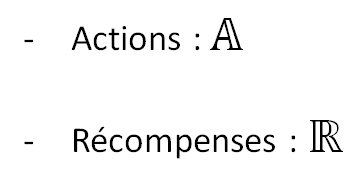 - Actions : 𝔸
- Récompenses : ℝ